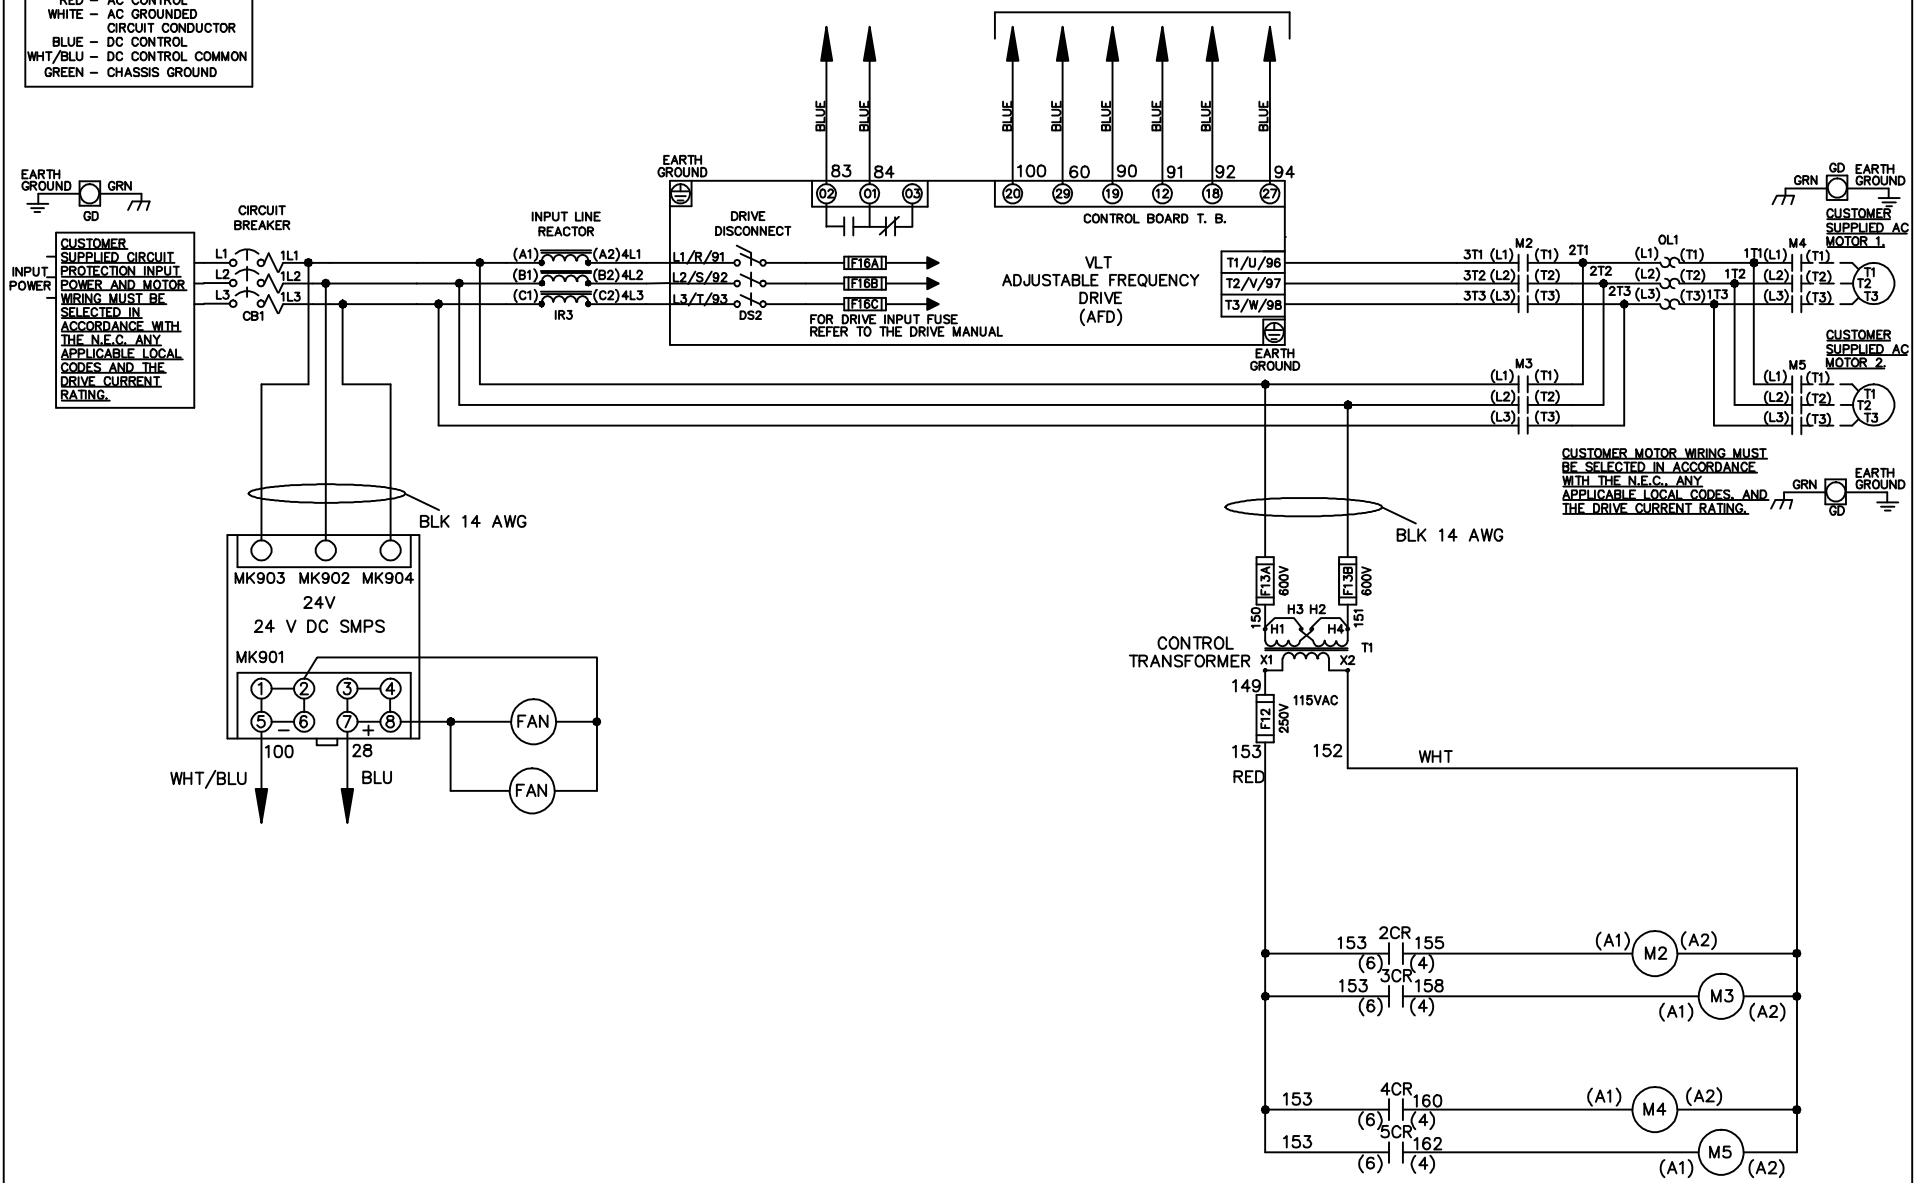 RED – AC CONTROL
WHITE – AC GROUNDED
CIRCUIT CONDUCTOR
BLUE – DC CONTROL
WHT/BLU – DC CONTROL COMMON
GREEN – CHASSIS GROUND
BLUE BLUE BLUE BLUE BLUE BLUE BLUE BLUE
EARTH
GROUND
GRN
GD
CIRCUIT
BREAKER
INPUT LINE
REACTOR
EARTH
GROUND
DRIVE
DISCONNECT
83 84
02 01 03
100 60 90 91 92 94
20 29 19 12 18 27
CONTROL BOARD T. B.
GRN
GD
EARTH
GROUND
INPUT
POWER
CUSTOMER
SUPPLIED CIRCUIT
PROTECTION INPUT
POWER AND MOTOR
WIRING MUST BE
SELECTED IN
ACCORDANCE WITH
THE N.E.C. ANY
APPLICABLE LOCAL
CODES AND THE
DRIVE CURRENT
RATING.
L1 1L1 (A1) (A2) 4L1 L1/R/91 F16A
L2 1L2 (B1) (B2) 4L2 L2/S/92 F16B
L3 1L3 (C1) (C2) 4L3 L3/T/93 F16C
CB1 IR3 DS2
FOR DRIVE INPUT FUSE
REFER TO THE DRIVE MANUAL
VLT
ADJUSTABLE FREQUENCY
DRIVE
(AFD)
T1/U/96
T2/V/97
T3/W/98
EARTH
GROUND
M2 OL1 M4
3T1 (L1) (T1) 2T1 (L1) (T1) 1T1 (L1) (T1)
3T2 (L2) (T2) 2T2 (L2) (T2) 1T2 (L2) (T2)
3T3 (L3) (T3) 2T3 (L3) (T3) 1T3 (L3) (T3)
CUSTOMER
SUPPLIED AC
MOTOR 1.
T1
T2
T3
M3
(L1) (T1)
(L2) (T2)
(L3) (T3)
M5
(L1) (T1)
(L2) (T2)
(L3) (T3)
CUSTOMER
SUPPLIED AC
MOTOR 2.
T1
T2
T3
CUSTOMER MOTOR WIRING MUST
BE SELECTED IN ACCORDANCE
WITH THE N.E.C., ANY
APPLICABLE LOCAL CODES, AND
THE DRIVE CURRENT RATING.
GRN
GD
EARTH
GROUND
BLK 14 AWG
BLK 14 AWG
MK903 MK902 MK904
24V
24 V DC SMPS
MK901
1 2 3 4
5 6 7 8
– +
100 28
WHT/BLU BLU
FAN
FAN
F13A 600V F13B 600V
150 151
H3 H2
H1 H4
CONTROL
TRANSFORMER
T1
X1 X2
149
115VAC
F12 250V
153 152
RED
WHT
2CR
153 155 (A1) M2 (A2)
(6) (4)
3CR
153 158 M3
(6) (4) (A1) (A2)
4CR
153 160 (A1) M4 (A2)
(6) (4)
5CR
153 162 M5
(6) (4) (A1) (A2)